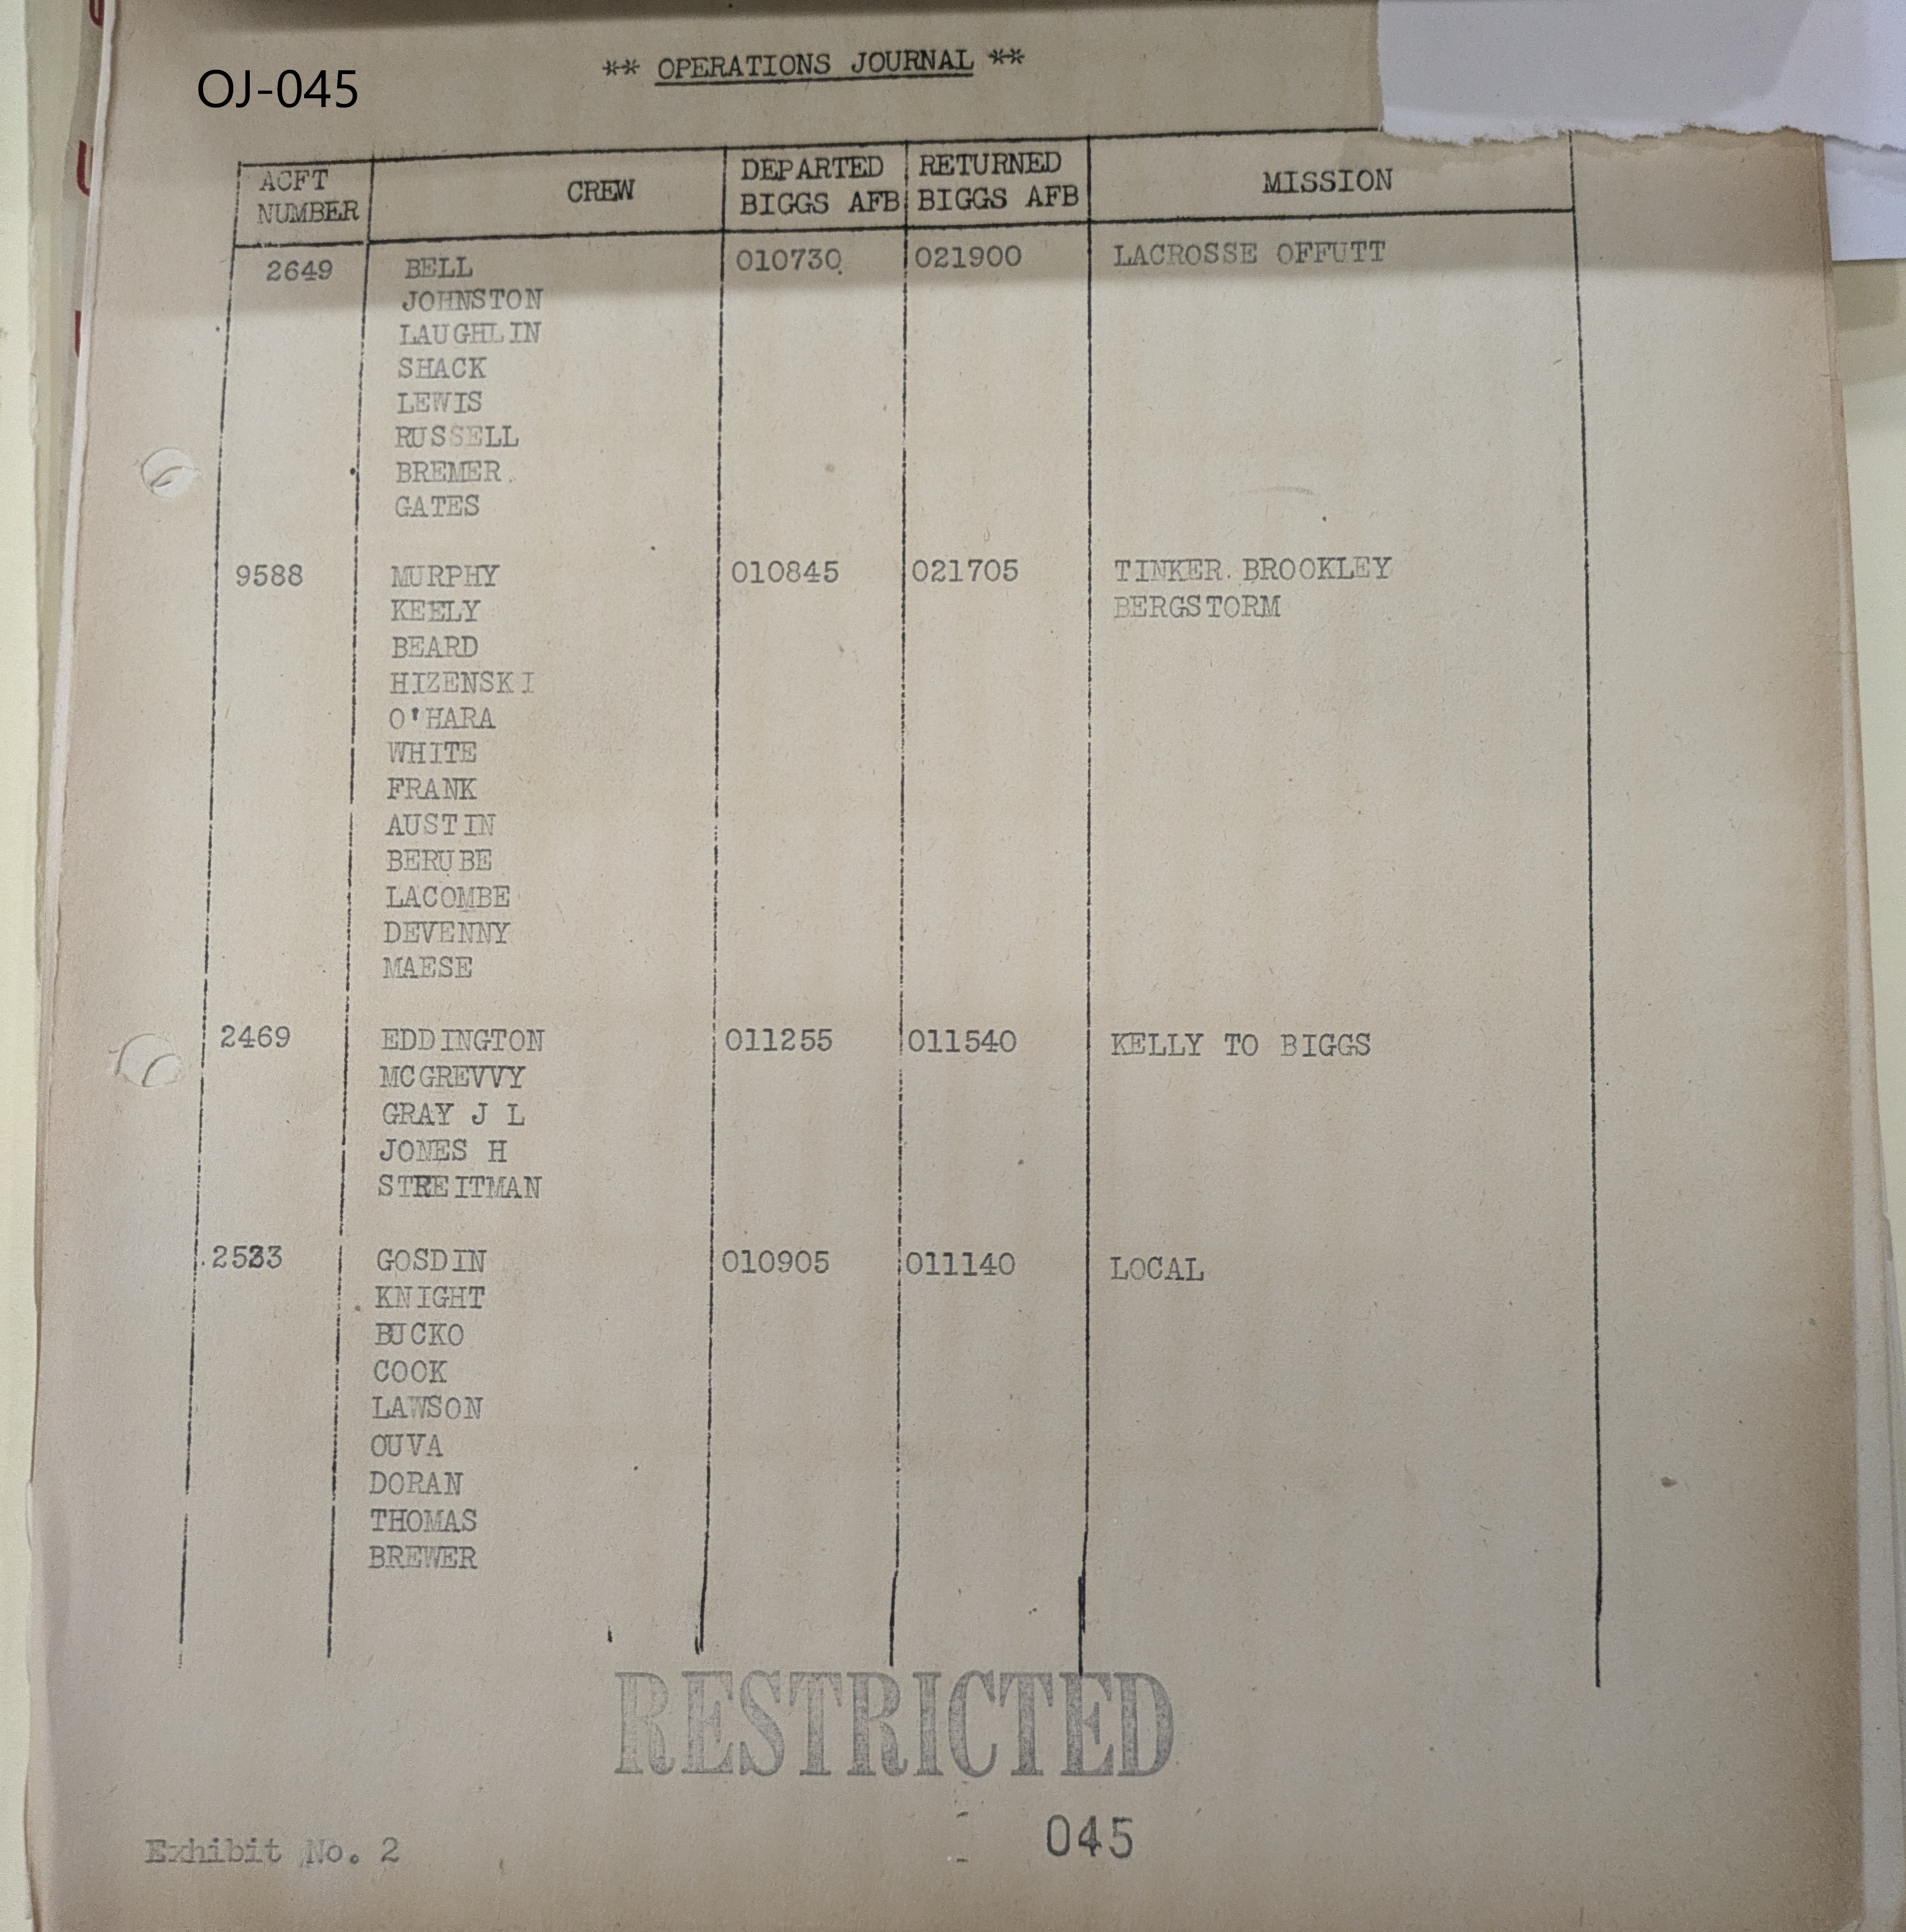 OJ-045
** OPERATIONS JOURNAL **
ACFT NUMBER CREW DEPARTED BIGGS AFB RETURNED BIGGS AFB MISSION
2649 BELL 010730 021900 LACROSSE OFFUTT
JOHNSTON
LAUGHLIN
SHACK
LEWIS
RUSSELL
BREMER
GATES
9588 MURPHY 010845 021705 TINKER BROOKLEY
KEELY BERGSTORM
BEARD
HIZENSKI
O'HARA
WHITE
FRANK
AUSTIN
BERUBE
LACOMBE
DEVENNY
MAESE
2469 EDDINGTON 011255 011540 KELLY TO BIGGS
MCGREVVY
GRAY J L
JONES H
STREITMAN
GOSDIN 010905 011140 LOCAL
KNIGHT
BUCKO
COOK
LAWSON
OUVA
DORAN
THOMAS
BREWER
RESTRICTED
045
Exhibit No. 2